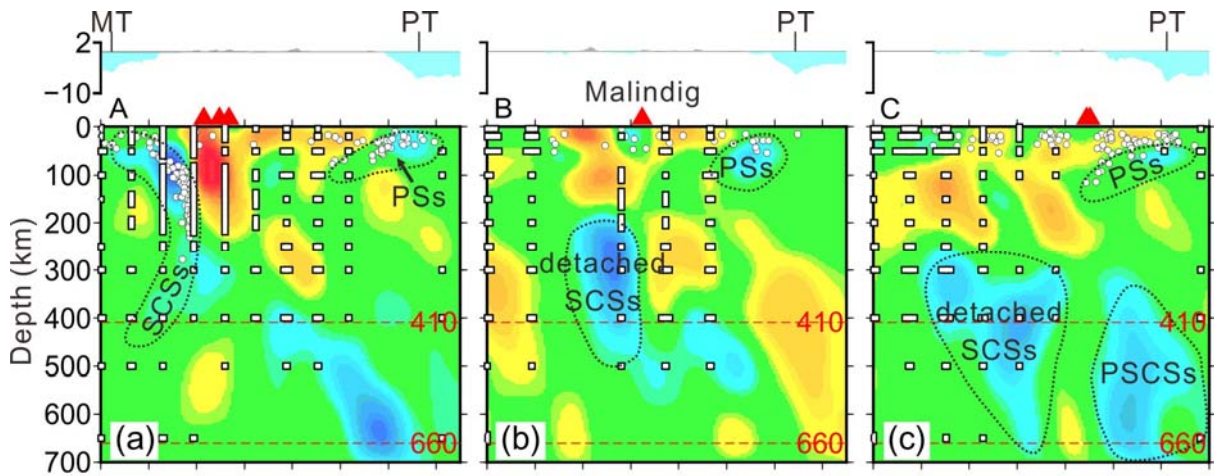 MT
PT
PT
PT
2
−10
A
B
Malindig
C
0
100
200
300
400
500
600
700
Depth (km)
PSs
SCSs
410
660
(a)
PSs
detached
SCSs
410
660
(b)
PSs
detached
SCSs
PSCSs
410
660
(c)